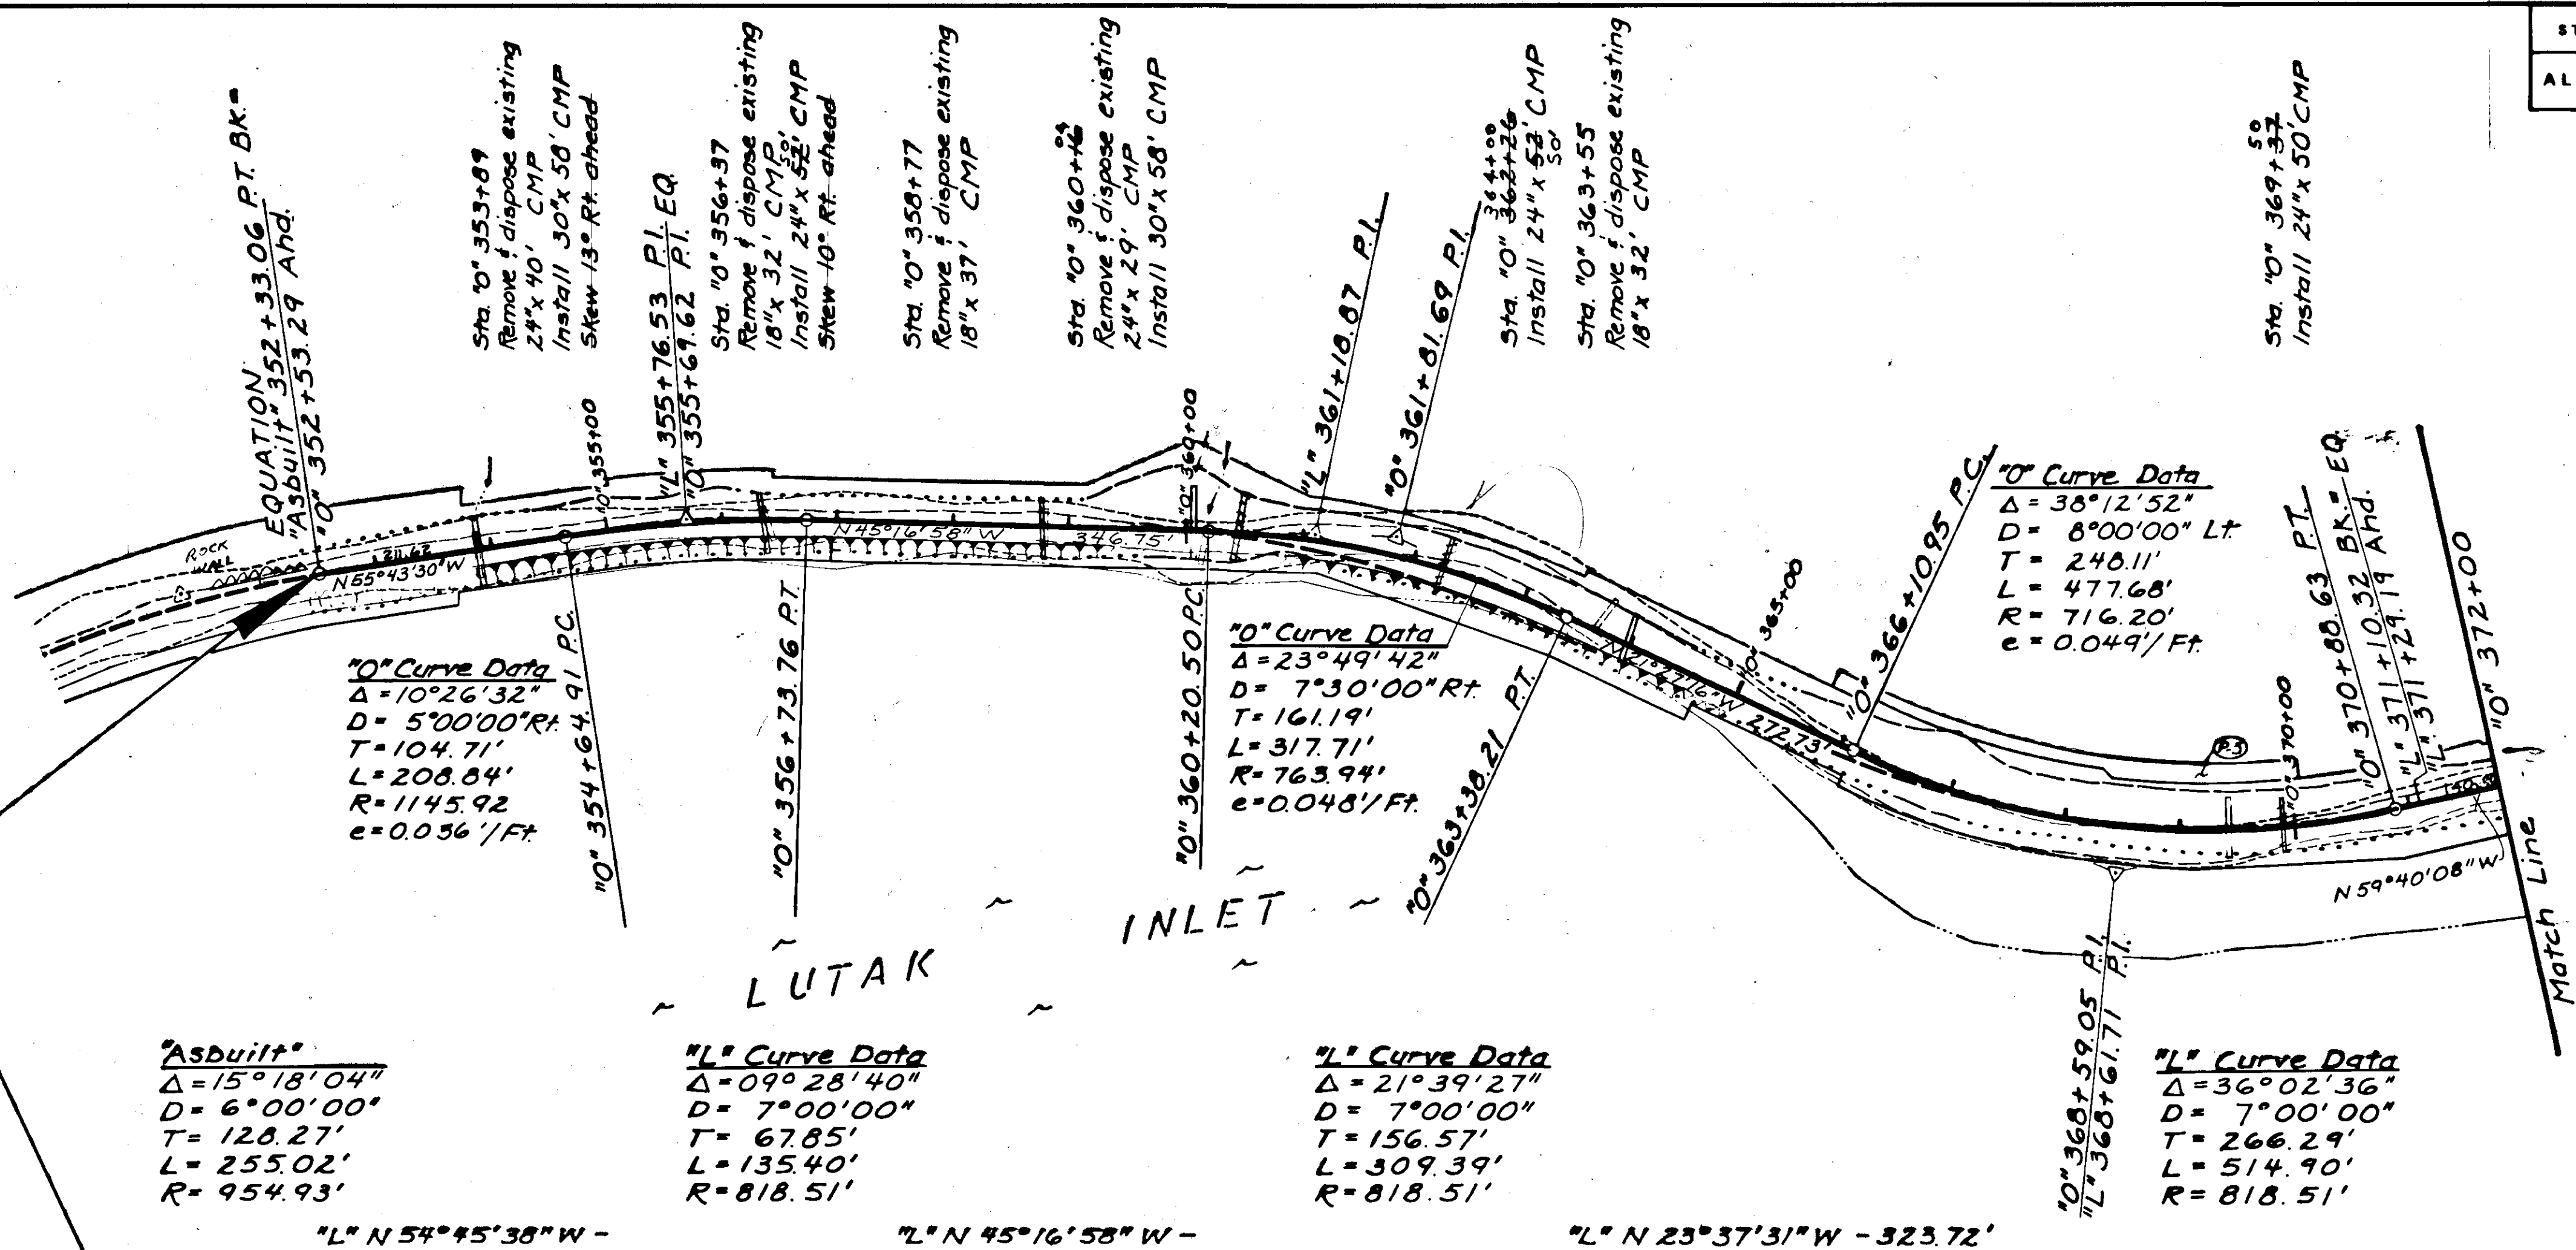 ST
AL
EQUATION
"Asbuilt" 352+33.06 P.T. BK.=
"O" 352+53.29 Ahd.
Sta. "O" 353+89
Remove & dispose existing
24"x 40' CMP
Install 30"x 58' CMP
Skew 13° Rt. ahead
"L" 355+76.53 P.I. EQ.
"O" 355+69.62 P.I.
Sta. "O" 356+37
Remove & dispose existing
18"x 32' CMP
50'
Install 24"x 52' CMP
Skew 10° Rt. ahead
Sta. "O" 358+77
Remove & dispose existing
18"x 37' CMP
09
Sta. "O" 360+16
Remove & dispose existing
24"x 29' CMP
Install 30"x 58' CMP
"L" 361+18.87 P.I.
"O" 361+81.69 P.I.
364+00
Sta. "O" 362+26
Install 24"x 52' CMP
50'
Sta. "O" 363+55
Remove & dispose existing
18"x 32' CMP
50
Sta. "O" 369+37
Install 24"x 50' CMP
ROCK
WALL
211.62
N55°43'30"W
"O" 355+00
N45°16'58"W
346.75'
"O" 360+00
"O" 365+00
272.73'
"O" 366+10.95 P.C.
"O" Curve Data
Δ= 38°12'52"
D= 8°00'00" Lt.
T= 248.11'
L= 477.68'
R= 716.20'
e= 0.049'/Ft.
"O" 370+00
P-3
"O" 370+88.63 P.T.
"L" 371+10.32 BK.= EQ.
"L" 371+29.19 Ahd.
"O" 372+00
Match Line
N59°40'08"W
"O" Curve Data
Δ=10°26'32"
D= 5°00'00"Rt.
T=104.71'
L=208.84'
R=1145.92
e=0.036'/Ft.
"O" 354+64.91 P.C.
"O" 356+73.76 P.T.
"O" 360+20.50 P.C.
"O" Curve Data
Δ=23°49'42"
D= 7°30'00"Rt.
T=161.19'
L=317.71'
R=763.94'
e=0.048'/Ft.
"O" 363+38.21 P.T.
LUTAK INLET
"O" 368+59.05 P.I.
"L" 368+61.71 P.I.
"Asbuilt"
Δ=15°18'04"
D= 6°00'00"
T= 128.27'
L= 255.02'
R= 954.93'
"L" Curve Data
Δ=09°28'40"
D= 7°00'00"
T= 67.85'
L=135.40'
R=818.51'
"L" Curve Data
Δ=21°39'27"
D= 7°00'00"
T=156.57'
L=309.39'
R=818.51'
"L" Curve Data
Δ=36°02'36"
D= 7°00'00"
T= 266.29'
L= 514.90'
R= 818.51'
"L" N54°45'38"W -
"L" N45°16'58"W -
"L" N23°37'31"W - 323.72'